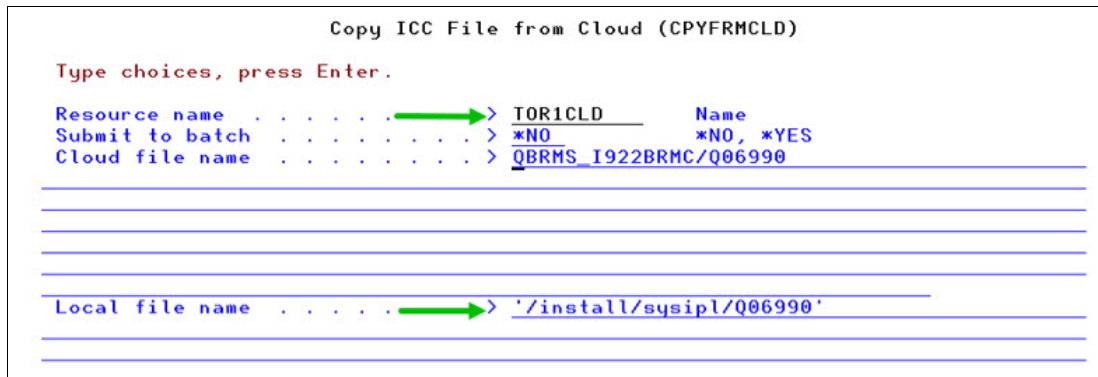 Copy ICC File from Cloud (CPYFRMCLD)
Type choices, press Enter.
Resource name . . . . . . > TOR1CLD Name
Submit to batch . . . . . . . . > *NO *NO, *YES
Cloud file name . . . . . . . . > QBRMS_I922BRMC/Q06990
Local file name . . . . . > '/install/sysipl/Q06990'